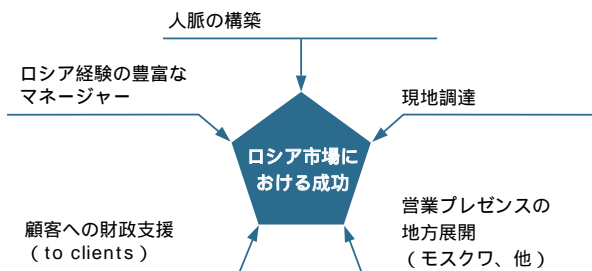 人脈の構築
ロシア経験の豊富な
マネージャー
現地調達
ロシア市場に
おける成功
顧客への財政支援
（to clients）
営業プレゼンスの
地方展開
（モスクワ、他）